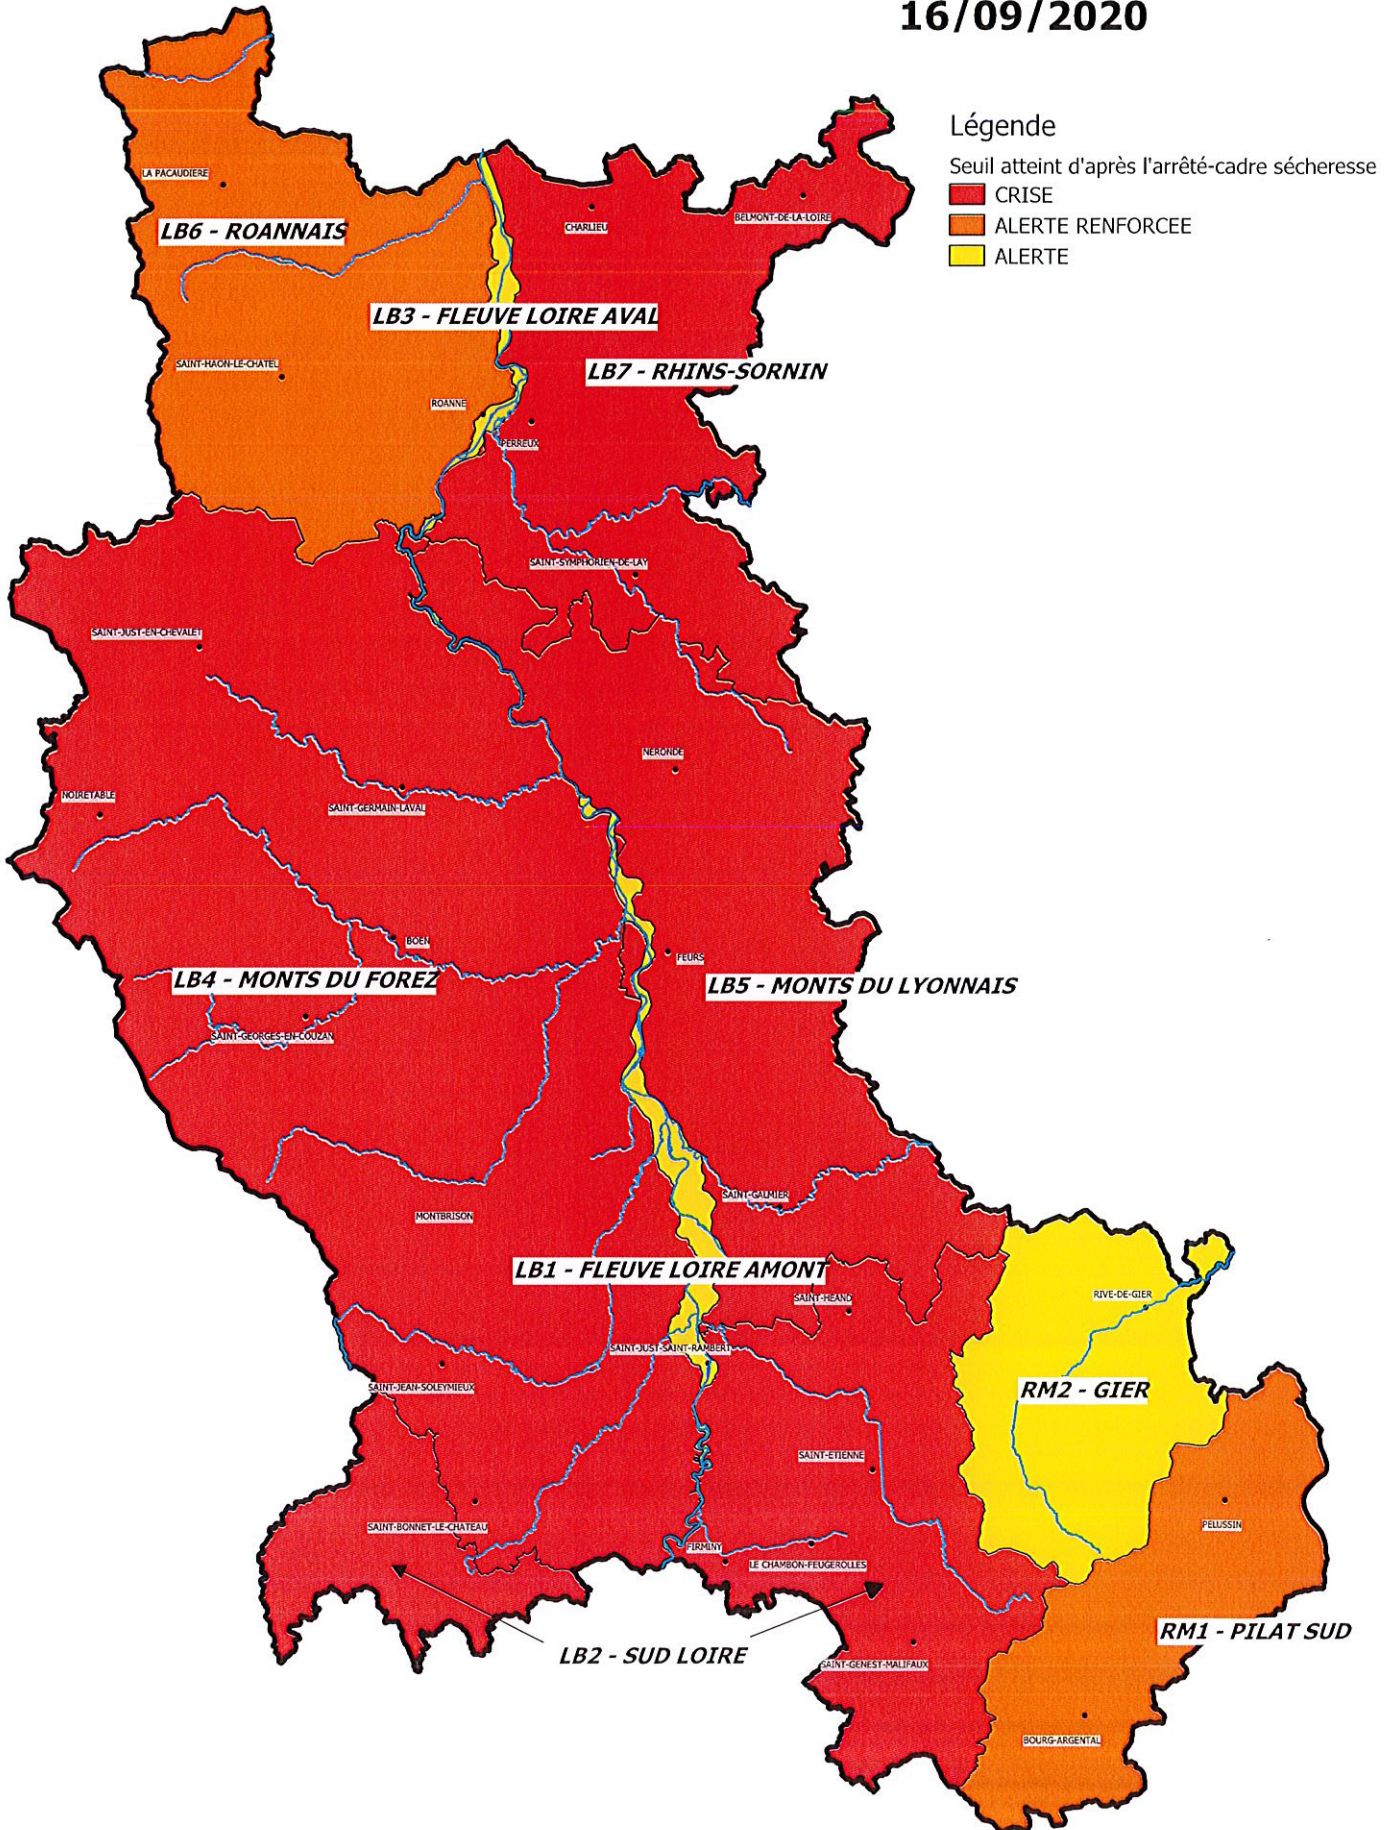 16/09/2020
Légende
Seuil atteint d'après l'arrêté-cadre sécheresse
CRISE
ALERTE RENFORCEE
ALERTE
LA PACAUDIERE
LB6 - ROANNAIS
CHARLIEU
BELMONT-DE-LA-LOIRE
LB3 - FLEUVE LOIRE AVAL
SAINT-HAON-LE-CHATEL
LB7 - RHINS-SORNIN
ROANNE
PERREUX
SAINT-SYMPHORIEN-DE-LAY
SAINT-JUST-EN-CHEVALET
NERONDE
NOIRETABLE
SAINT-GERMAIN-LAVAL
BOEN
FEURS
LB4 - MONTS DU FOREZ
LB5 - MONTS DU LYONNAIS
SAINT-GEORGES-EN-COUZAN
SAINT-GALMIER
MONTBRISON
LB1 - FLEUVE LOIRE AMONT
SAINT-HEAND
RIVE-DE-GIER
SAINT-JUST-SAINT-RAMBERT
SAINT-JEAN-SOLEYMIEUX
RM2 - GIER
SAINT-ETIENNE
SAINT-BONNET-LE-CHATEAU
PELUSSIN
FIRMINY
LE CHAMBON-FEUGEROLLES
LB2 - SUD LOIRE
RM1 - PILAT SUD
SAINT-GENEST-MALIFAUX
BOURG-ARGENTAL